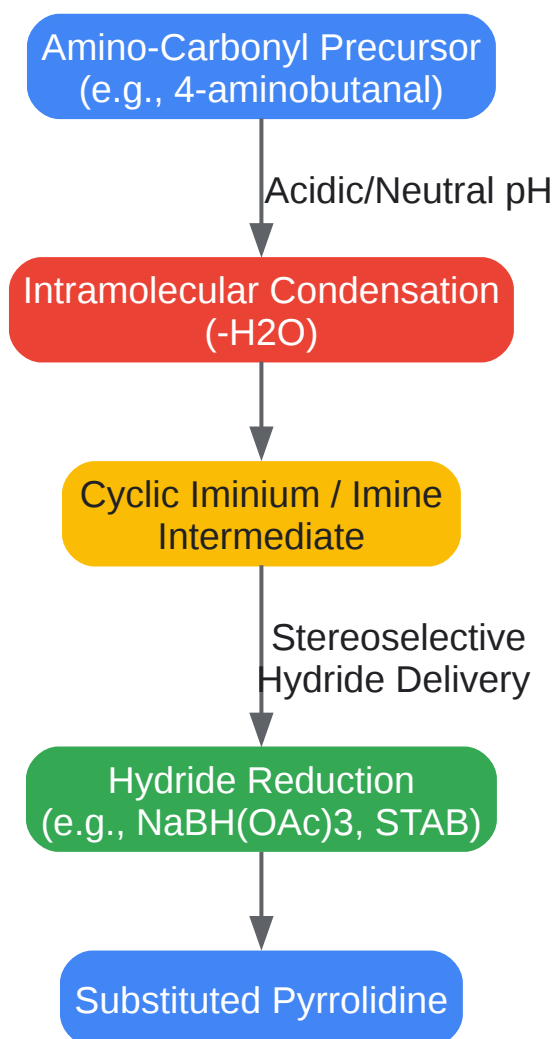 Amino-Carbonyl Precursor
(e.g., 4-aminobutanal)
Acidic/Neutral pH
Intramolecular Condensation
(-H2O)
Cyclic Iminium / Imine
Intermediate
Stereoselective
Hydride Delivery
Hydride Reduction
(e.g., NaBH(OAc)3, STAB)
Substituted Pyrrolidine